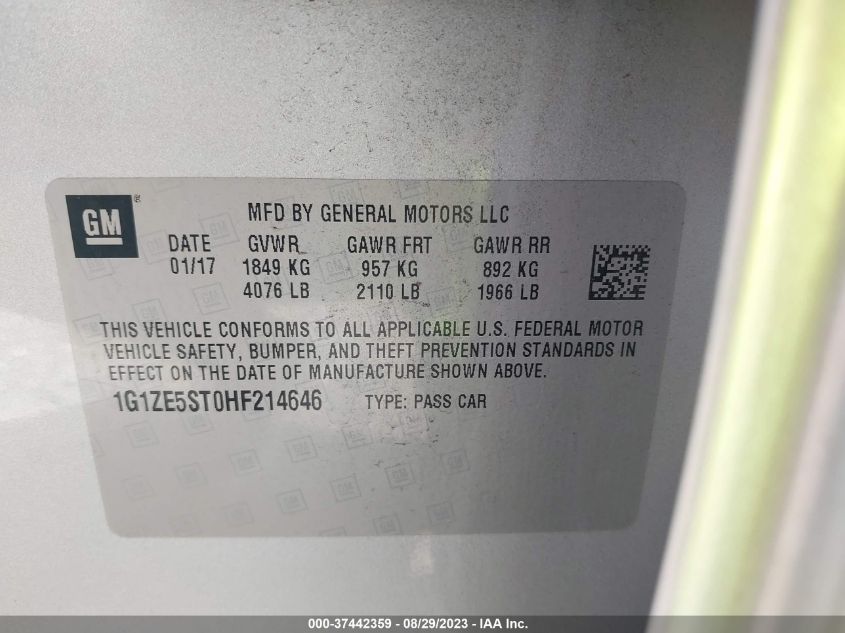 GM
MFD BY GENERAL MOTORS LLC
DATE GVWR GAWR FRT GAWR RR
01/17 1849 KG 957 KG 892 KG
4076 LB 2110 LB 1966 LB
THIS VEHICLE CONFORMS TO ALL APPLICABLE U.S. FEDERAL MOTOR
VEHICLE SAFETY, BUMPER, AND THEFT PREVENTION STANDARDS IN
EFFECT ON THE DATE OF MANUFACTURE SHOWN ABOVE.
1G1ZE5ST0HF214646 TYPE: PASS CAR
000-37442359 | 08/29/2023 | IAA Inc.